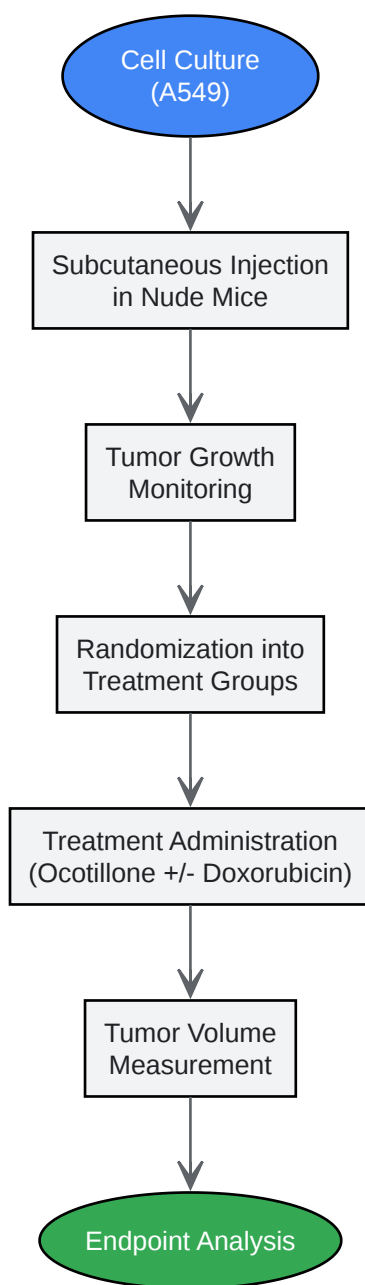 Cell Culture
(A549)
Subcutaneous Injection
in Nude Mice
Tumor Growth
Monitoring
Randomization into
Treatment Groups
Treatment Administration
(Ocotillone +/- Doxorubicin)
Tumor Volume
Measurement
Endpoint Analysis